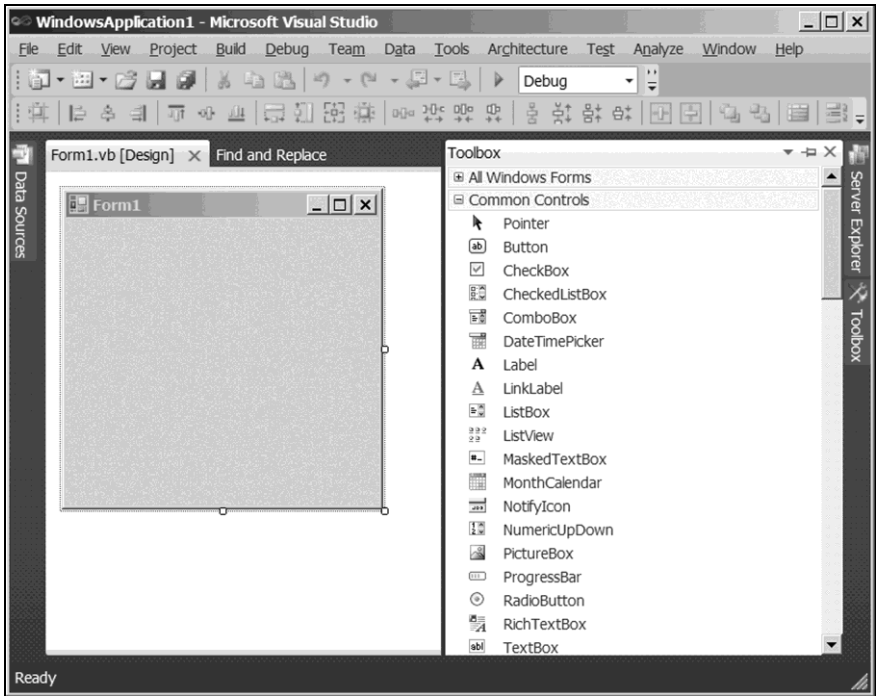 WindowsApplication1 - Microsoft Visual Studio
File Edit View Project Build Debug Team Data Tools Architecture Test Analyze Window Help
Debug
Form1.vb [Design] Find and Replace
Toolbox
Data Sources
Form1
All Windows Forms
Common Controls
Pointer
Button
CheckBox
CheckedListBox
ComboBox
DateTimePicker
Label
LinkLabel
ListBox
ListView
MaskedTextBox
MonthCalendar
NotifyIcon
NumericUpDown
PictureBox
ProgressBar
RadioButton
RichTextBox
TextBox
Server Explorer
Toolbox
Ready